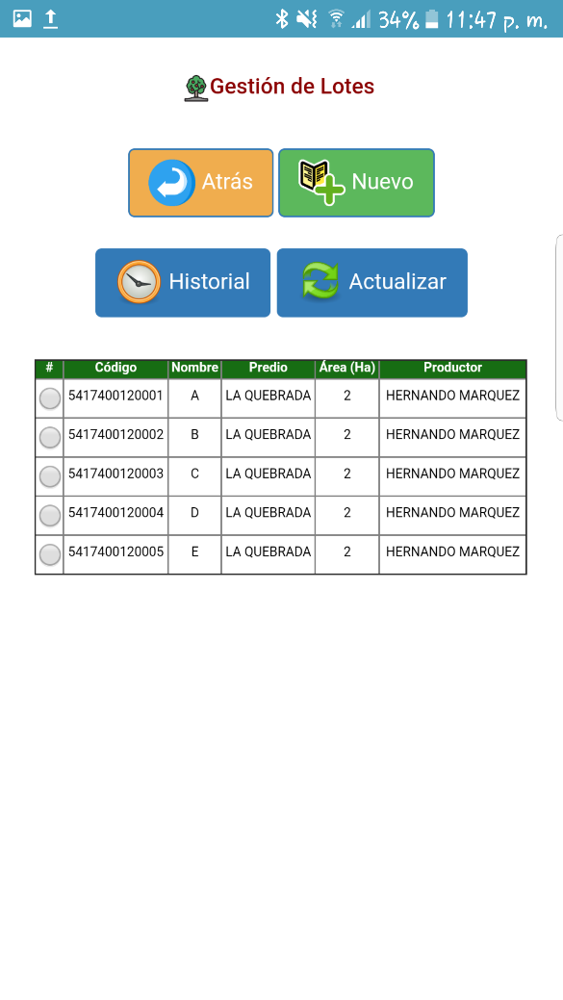 34% 11:47 p. m.
Gestión de Lotes
Atrás Nuevo
Historial Actualizar
# Código Nombre Predio Área (Ha) Productor
5417400120001 A LA QUEBRADA 2 HERNANDO MARQUEZ
5417400120002 B LA QUEBRADA 2 HERNANDO MARQUEZ
5417400120003 C LA QUEBRADA 2 HERNANDO MARQUEZ
5417400120004 D LA QUEBRADA 2 HERNANDO MARQUEZ
5417400120005 E LA QUEBRADA 2 HERNANDO MARQUEZ